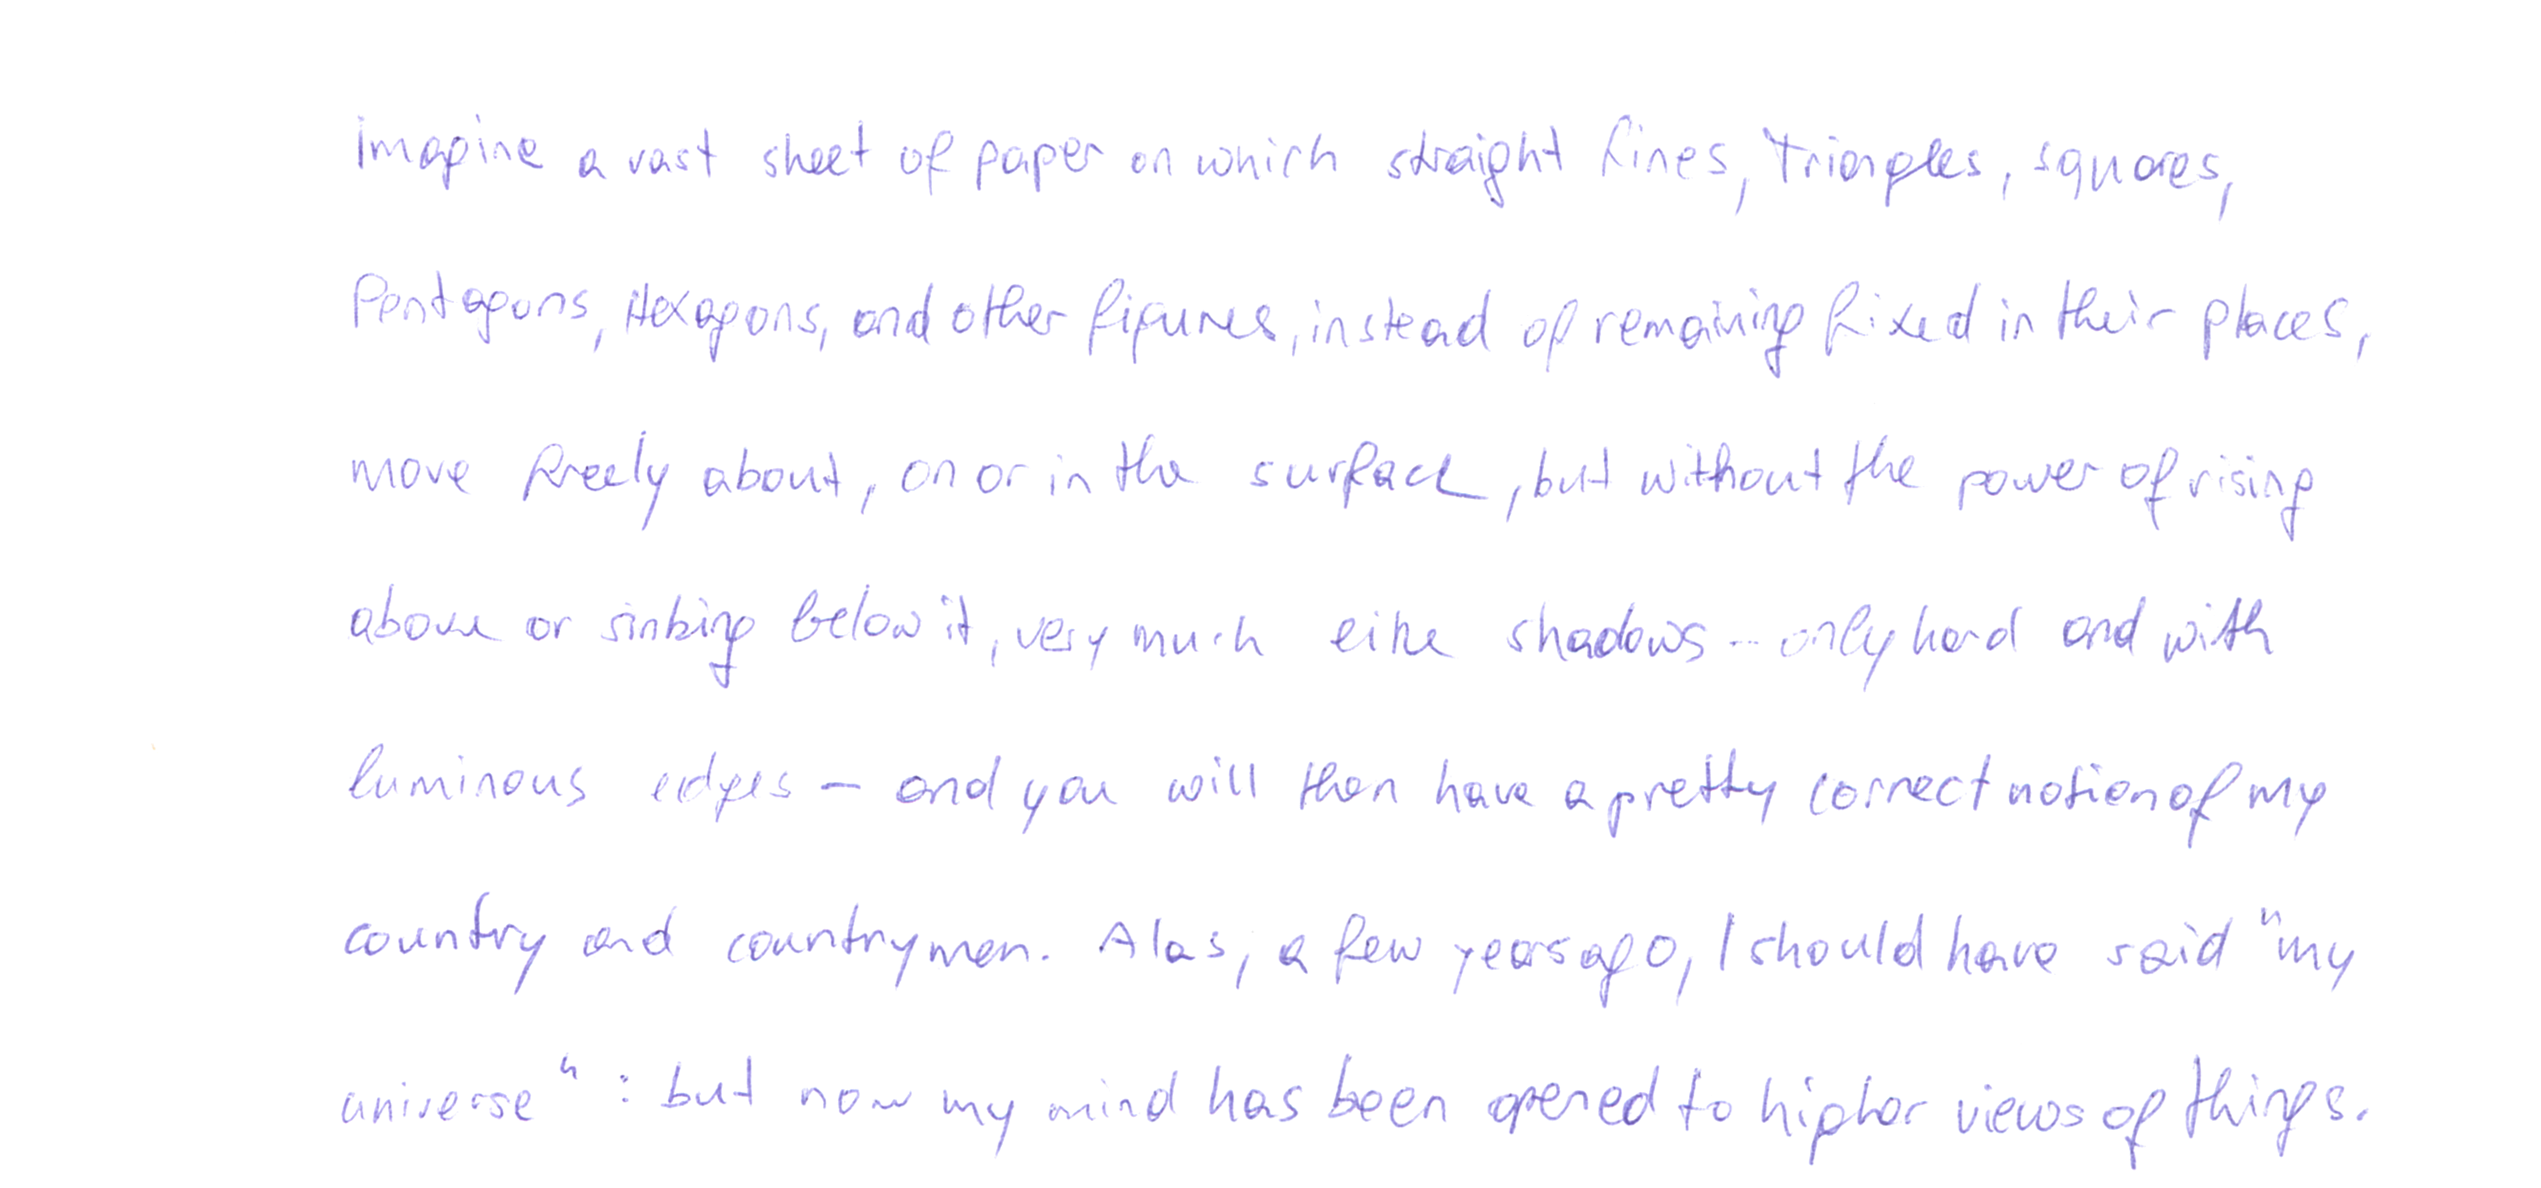 Imagine a vast sheet of paper on which straight lines, Triangles, squares,
Pentagons, Hexagons, and other figures, instead of remaining fixed in their places,
move freely about, on or in the surface, but without the power of rising
above or sinking below it, very much like shadows - only hard and with
luminous edges - and you will then have a pretty correct notion of my
country and countrymen. Alas, a few years ago, I should have said "my
universe": but now my mind has been opened to higher views of things.